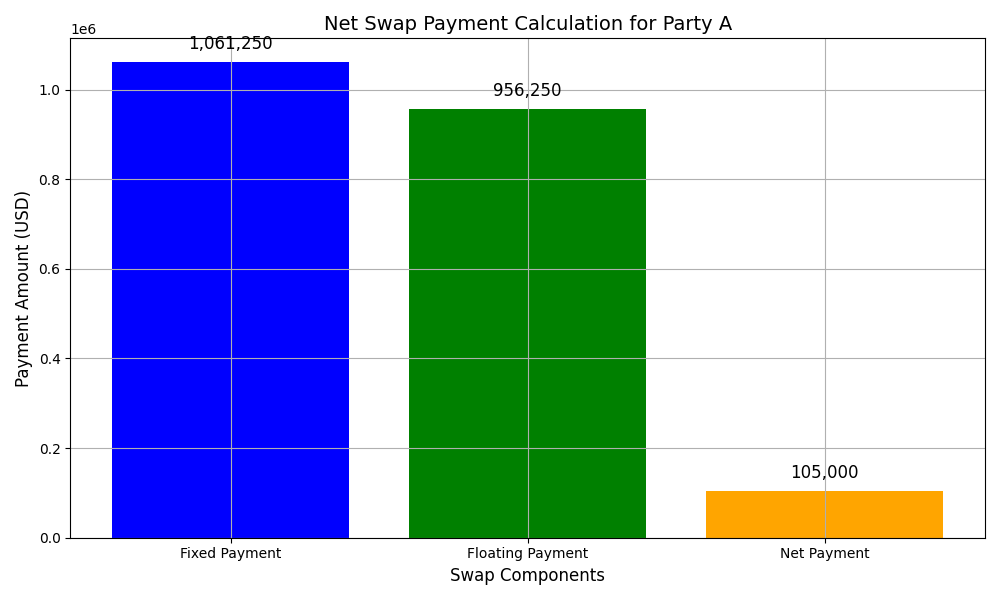 Net Swap Payment Calculation for Party A
1e6
1,061,250
956,250
105,000
1.0
0.8
0.6
0.4
0.2
0.0
Payment Amount (USD)
Fixed Payment
Floating Payment
Net Payment
Swap Components